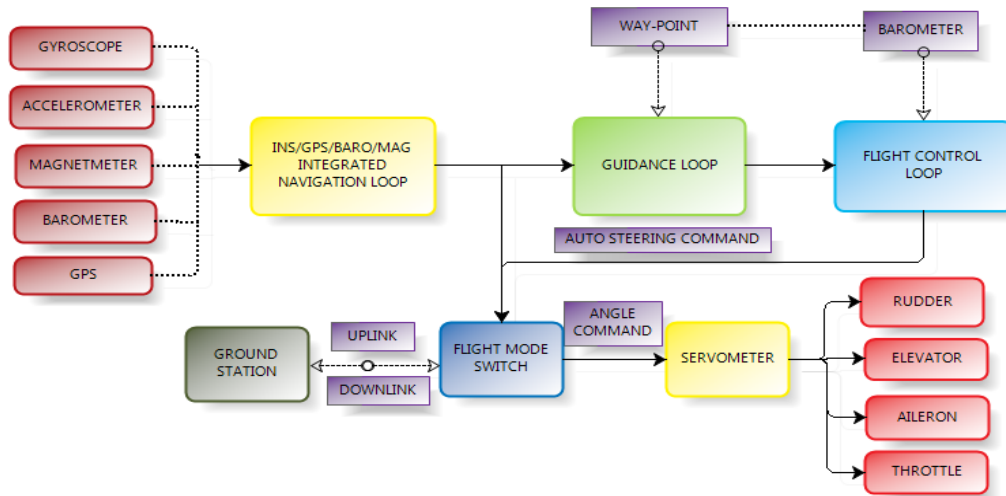 GYROSCOPE
ACCELEROMETER
MAGNETMETER
BAROMETER
GPS
INS/GPS/BARO/MAG
INTEGRATED
NAVIGATION LOOP
WAY-POINT
BAROMETER
GUIDANCE LOOP
FLIGHT CONTROL
LOOP
AUTO STEERING COMMAND
GROUND
STATION
UPLINK
DOWNLINK
FLIGHT MODE
SWITCH
ANGLE
COMMAND
SERVOMETER
RUDDER
ELEVATOR
AILERON
THROTTLE